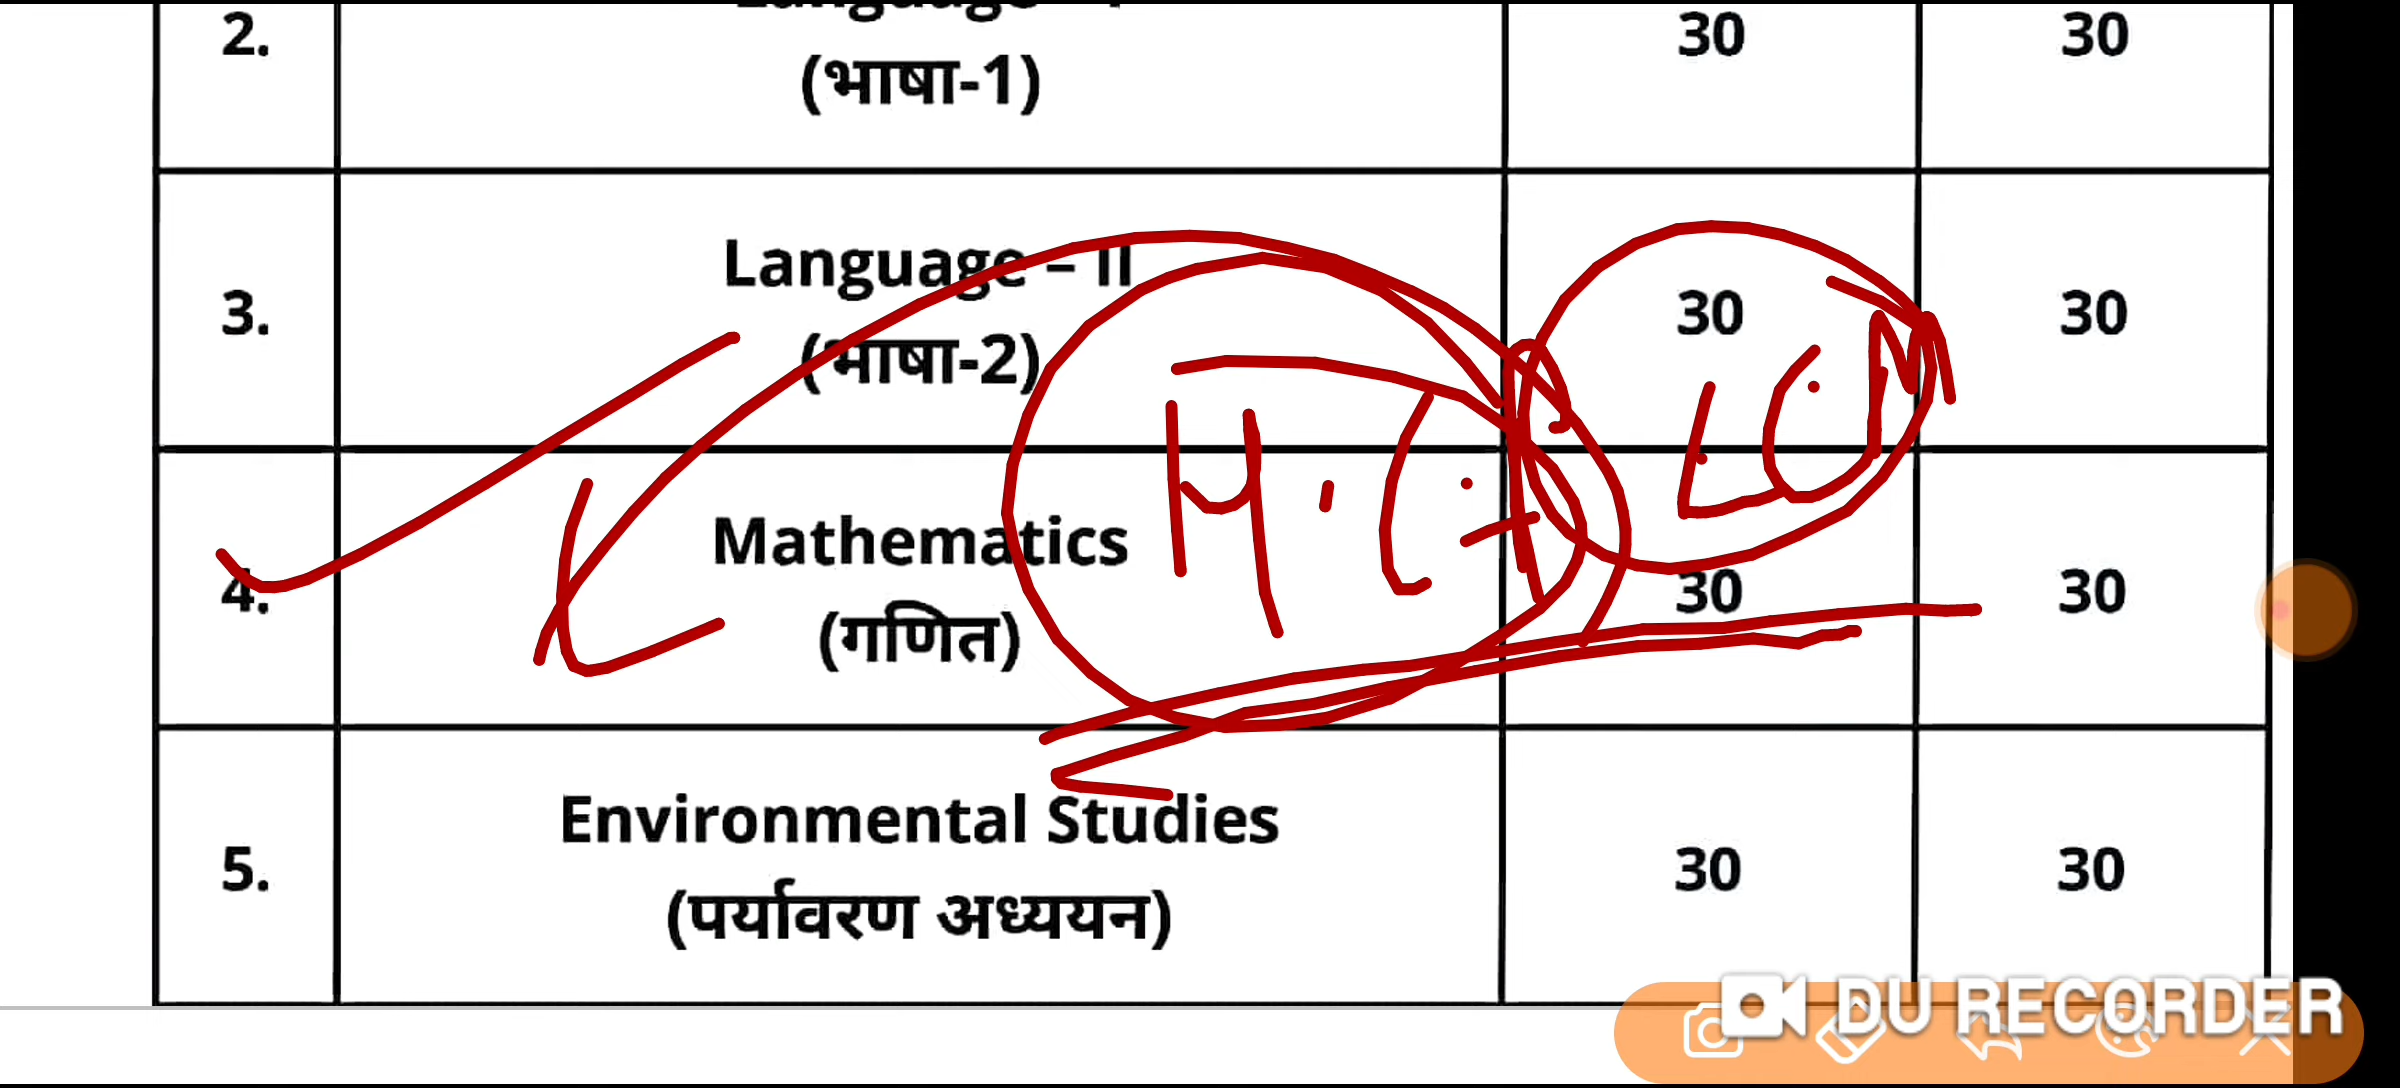 2.
(भाषा-1)
30
30
3.
Language – II
(भाषा-2)
30
30
4.
Mathematics
(गणित)
30
30
5.
Environmental Studies
(पर्यावरण अध्ययन)
30
30
H.C.F
LCM
DU RECORDER